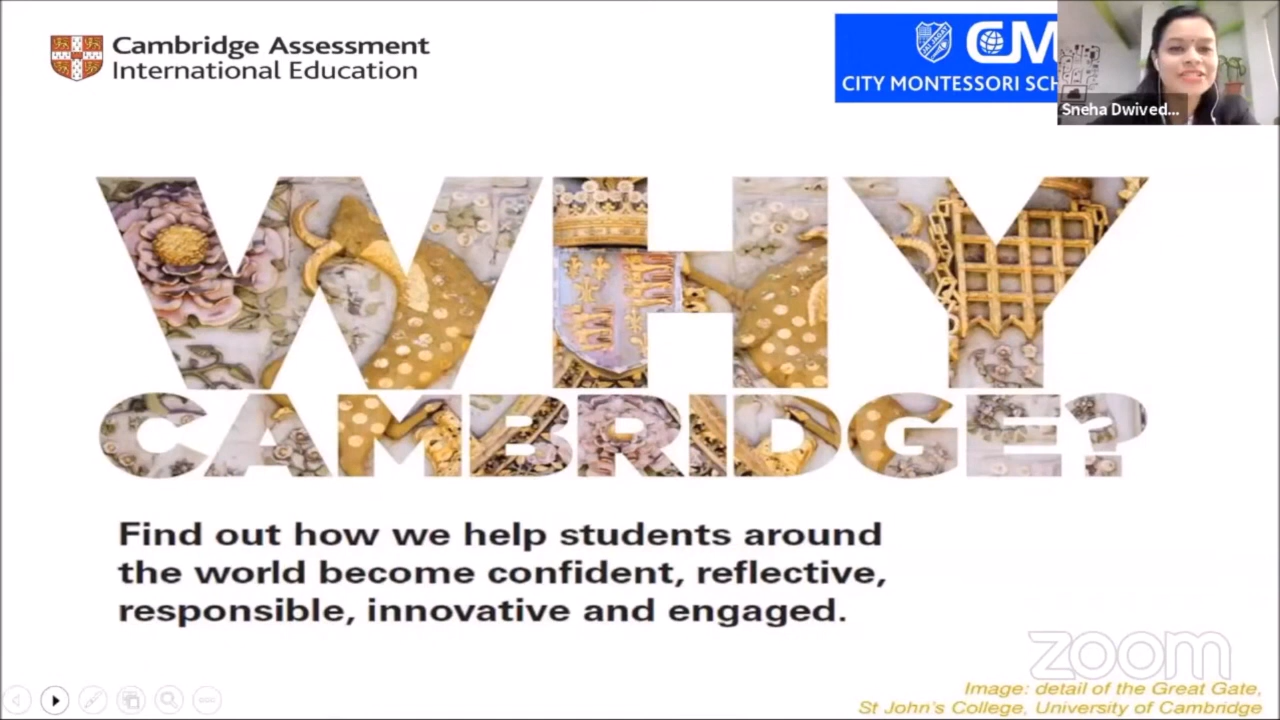 Cambridge Assessment
International Education
CITY MONTESSORI SCH
CM
Sneha Dwived...
WHY
CAMBRIDGE?
Find out how we help students around
the world become confident, reflective,
responsible, innovative and engaged.
zoom
Image: detail of the Great Gate,
St John's College, University of Cambridge